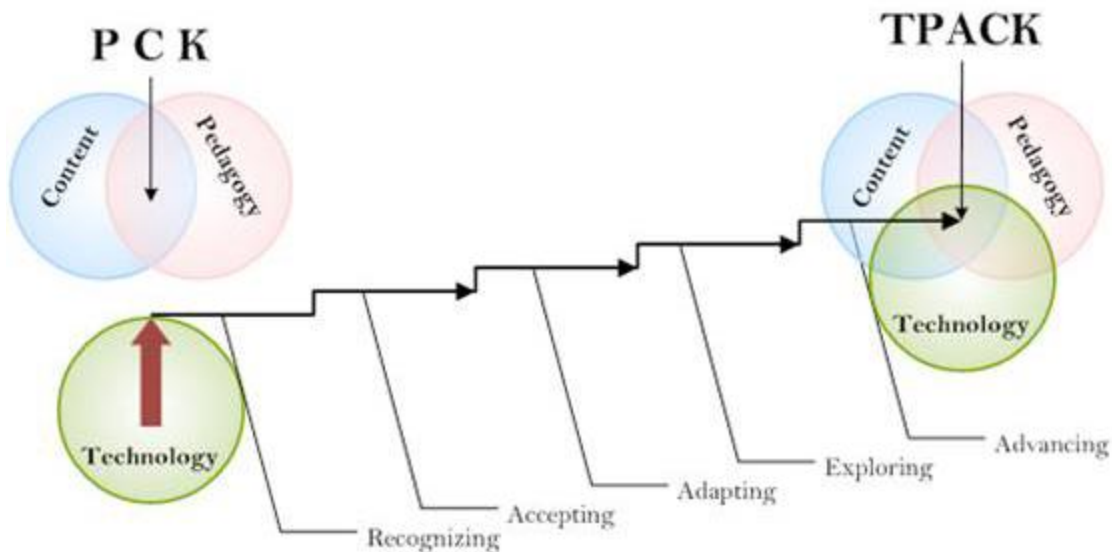 P C K
TPACK
Content
Pedagogy
Content
Pedagogy
Technology
Technology
Advancing
Exploring
Adapting
Accepting
Recognizing